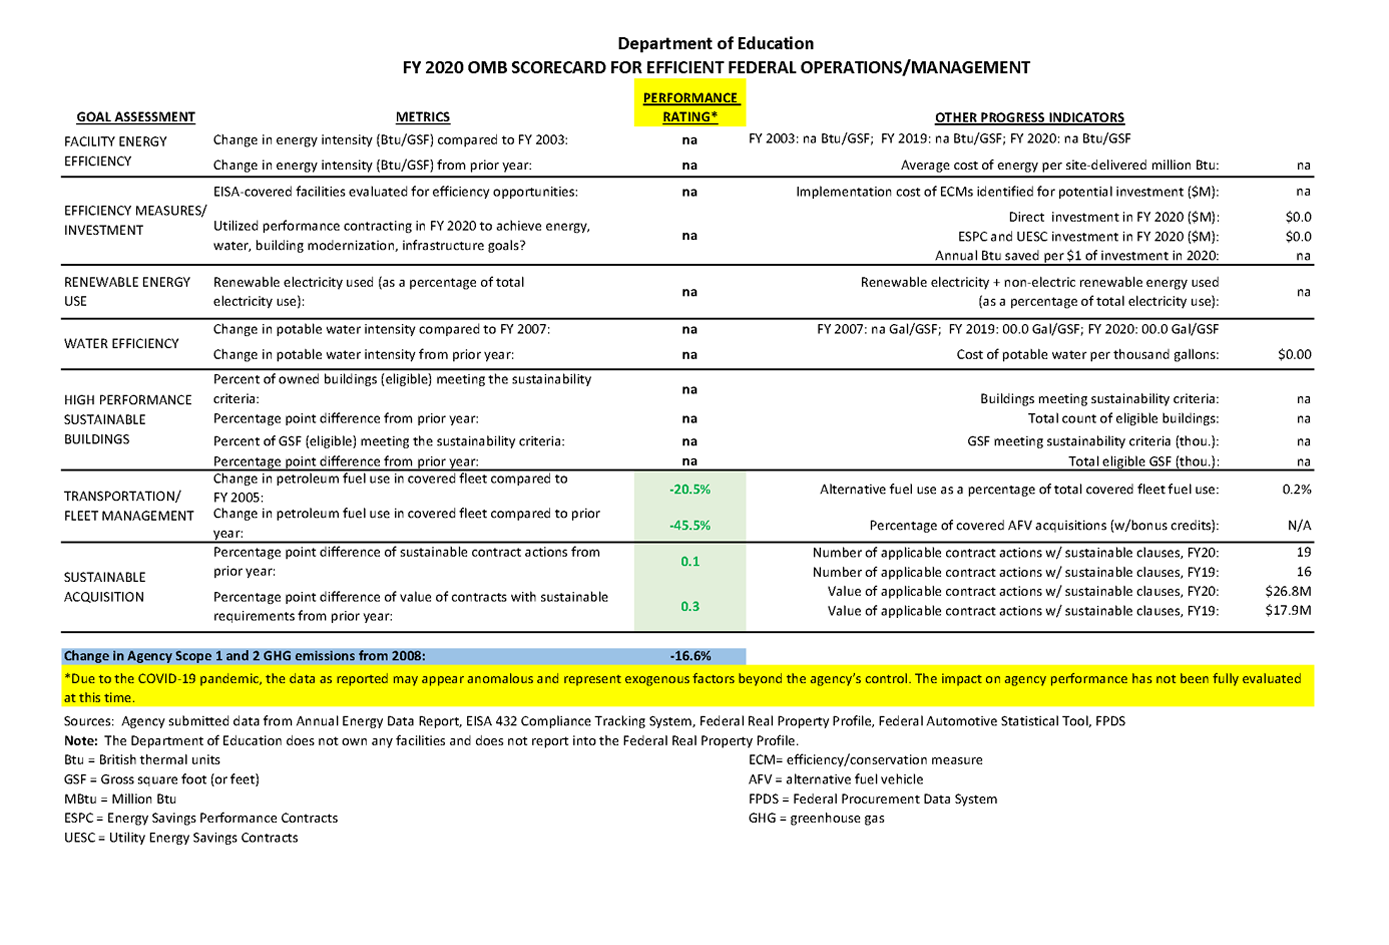 Department of Education
FY 2020 OMB SCORECARD FOR EFFICIENT FEDERAL OPERATIONS/MANAGEMENT
PERFORMANCE
GOAL ASSESSMENT METRICS RATING* OTHER PROGRESS INDICATORS
FACILITY ENERGY
EFFICIENCY
Change in energy intensity (Btu/GSF) compared to FY 2003: na FY 2003: na Btu/GSF;  FY 2019: na Btu/GSF; FY 2020: na Btu/GSF
Change in energy intensity (Btu/GSF) from prior year: na Average cost of energy per site-delivered million Btu: na
EFFICIENCY MEASURES/
INVESTMENT
EISA-covered facilities evaluated for efficiency opportunities: na Implementation cost of ECMs identified for potential investment ($M): na
Utilized performance contracting in FY 2020 to achieve energy,
water, building modernization, infrastructure goals?
na
Direct  investment in FY 2020 ($M): $0.0
ESPC and UESC investment in FY 2020 ($M): $0.0
Annual Btu saved per $1 of investment in 2020: na
RENEWABLE ENERGY
USE
Renewable electricity used (as a percentage of total
electricity use):
na
Renewable electricity + non-electric renewable energy used
(as a percentage of total electricity use):
na
WATER EFFICIENCY
Change in potable water intensity compared to FY 2007: na FY 2007: na Gal/GSF;  FY 2019: 00.0 Gal/GSF; FY 2020: 00.0 Gal/GSF
Change in potable water intensity from prior year: na Cost of potable water per thousand gallons: $0.00
HIGH PERFORMANCE
SUSTAINABLE
BUILDINGS
Percent of owned buildings (eligible) meeting the sustainability
criteria:
na
Buildings meeting sustainability criteria: na
Percentage point difference from prior year: na Total count of eligible buildings: na
Percent of GSF (eligible) meeting the sustainability criteria: na GSF meeting sustainability criteria (thou.): na
Percentage point difference from prior year: na Total eligible GSF (thou.): na
TRANSPORTATION/
FLEET MANAGEMENT
Change in petroleum fuel use in covered fleet compared to
FY 2005:
-20.5% Alternative fuel use as a percentage of total covered fleet fuel use: 0.2%
Change in petroleum fuel use in covered fleet compared to prior
year:
-45.5% Percentage of covered AFV acquisitions (w/bonus credits): N/A
SUSTAINABLE
ACQUISITION
Percentage point difference of sustainable contract actions from
prior year:
0.1
Number of applicable contract actions w/ sustainable clauses, FY20: 19
Number of applicable contract actions w/ sustainable clauses, FY19: 16
Percentage point difference of value of contracts with sustainable
requirements from prior year:
0.3
Value of applicable contract actions w/ sustainable clauses, FY20: $26.8M
Value of applicable contract actions w/ sustainable clauses, FY19: $17.9M
Change in Agency Scope 1 and 2 GHG emissions from 2008: -16.6%
*Due to the COVID-19 pandemic, the data as reported may appear anomalous and represent exogenous factors beyond the agency's control. The impact on agency performance has not been fully evaluated
at this time.
Sources:  Agency submitted data from Annual Energy Data Report, EISA 432 Compliance Tracking System, Federal Real Property Profile, Federal Automotive Statistical Tool, FPDS
Note:  The Department of Education does not own any facilities and does not report into the Federal Real Property Profile.
Btu = British thermal units ECM= efficiency/conservation measure
GSF = Gross square foot (or feet) AFV = alternative fuel vehicle
MBtu = Million Btu FPDS = Federal Procurement Data System
ESPC = Energy Savings Performance Contracts GHG = greenhouse gas
UESC = Utility Energy Savings Contracts